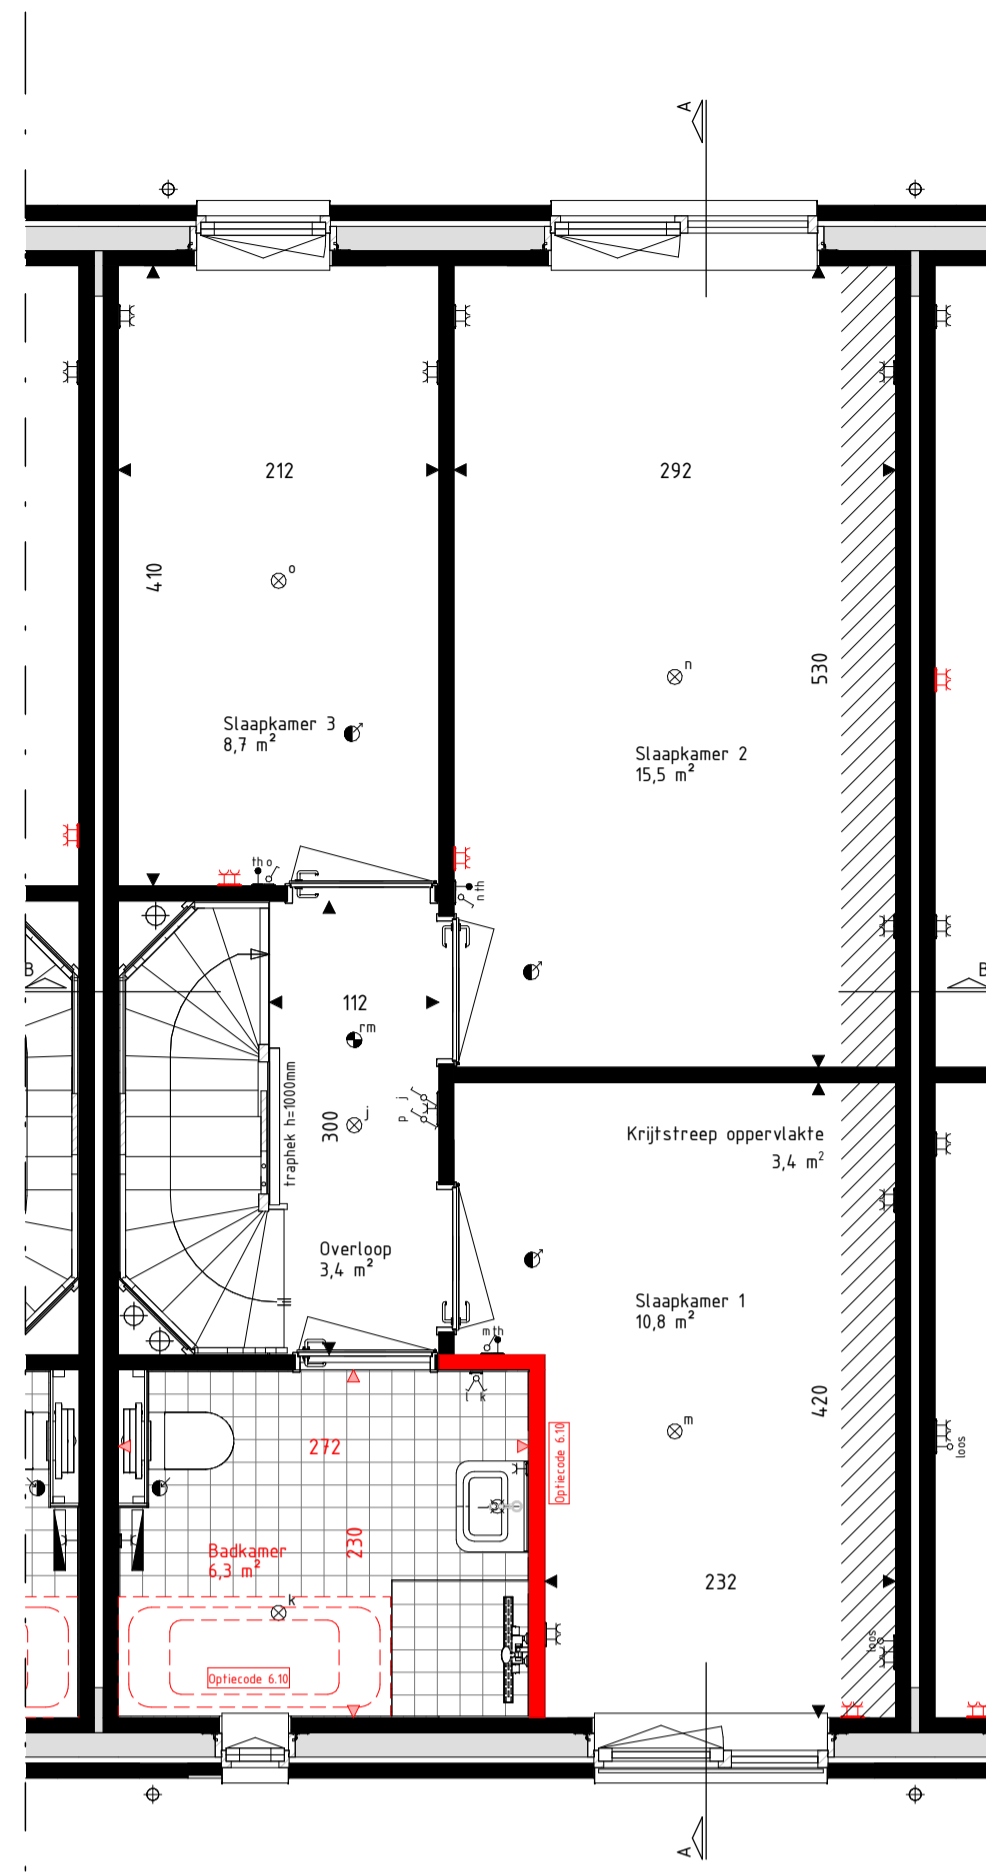 A
212
292
410
o
n
530
Slaapkamer 3
8,7 m²
Slaapkamer 2
15,5 m²
th o
n th
B
B
112
rm
j
300
j
p
traphek h=1000mm
Krijtstreep oppervlakte
3,4 m²
Overloop
3,4 m²
Slaapkamer 1
10,8 m²
m th
l k
420
m
272
Optiecode 6.10
loos
230
Badkamer
6,3 m²
232
k
loos
Optiecode 6.10
A